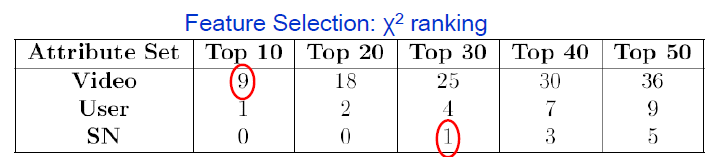 Feature Selection: χ² ranking
Attribute Set Top 10 Top 20 Top 30 Top 40 Top 50
Video 9 18 25 30 36
User 1 2 4 7 9
SN 0 0 1 3 5